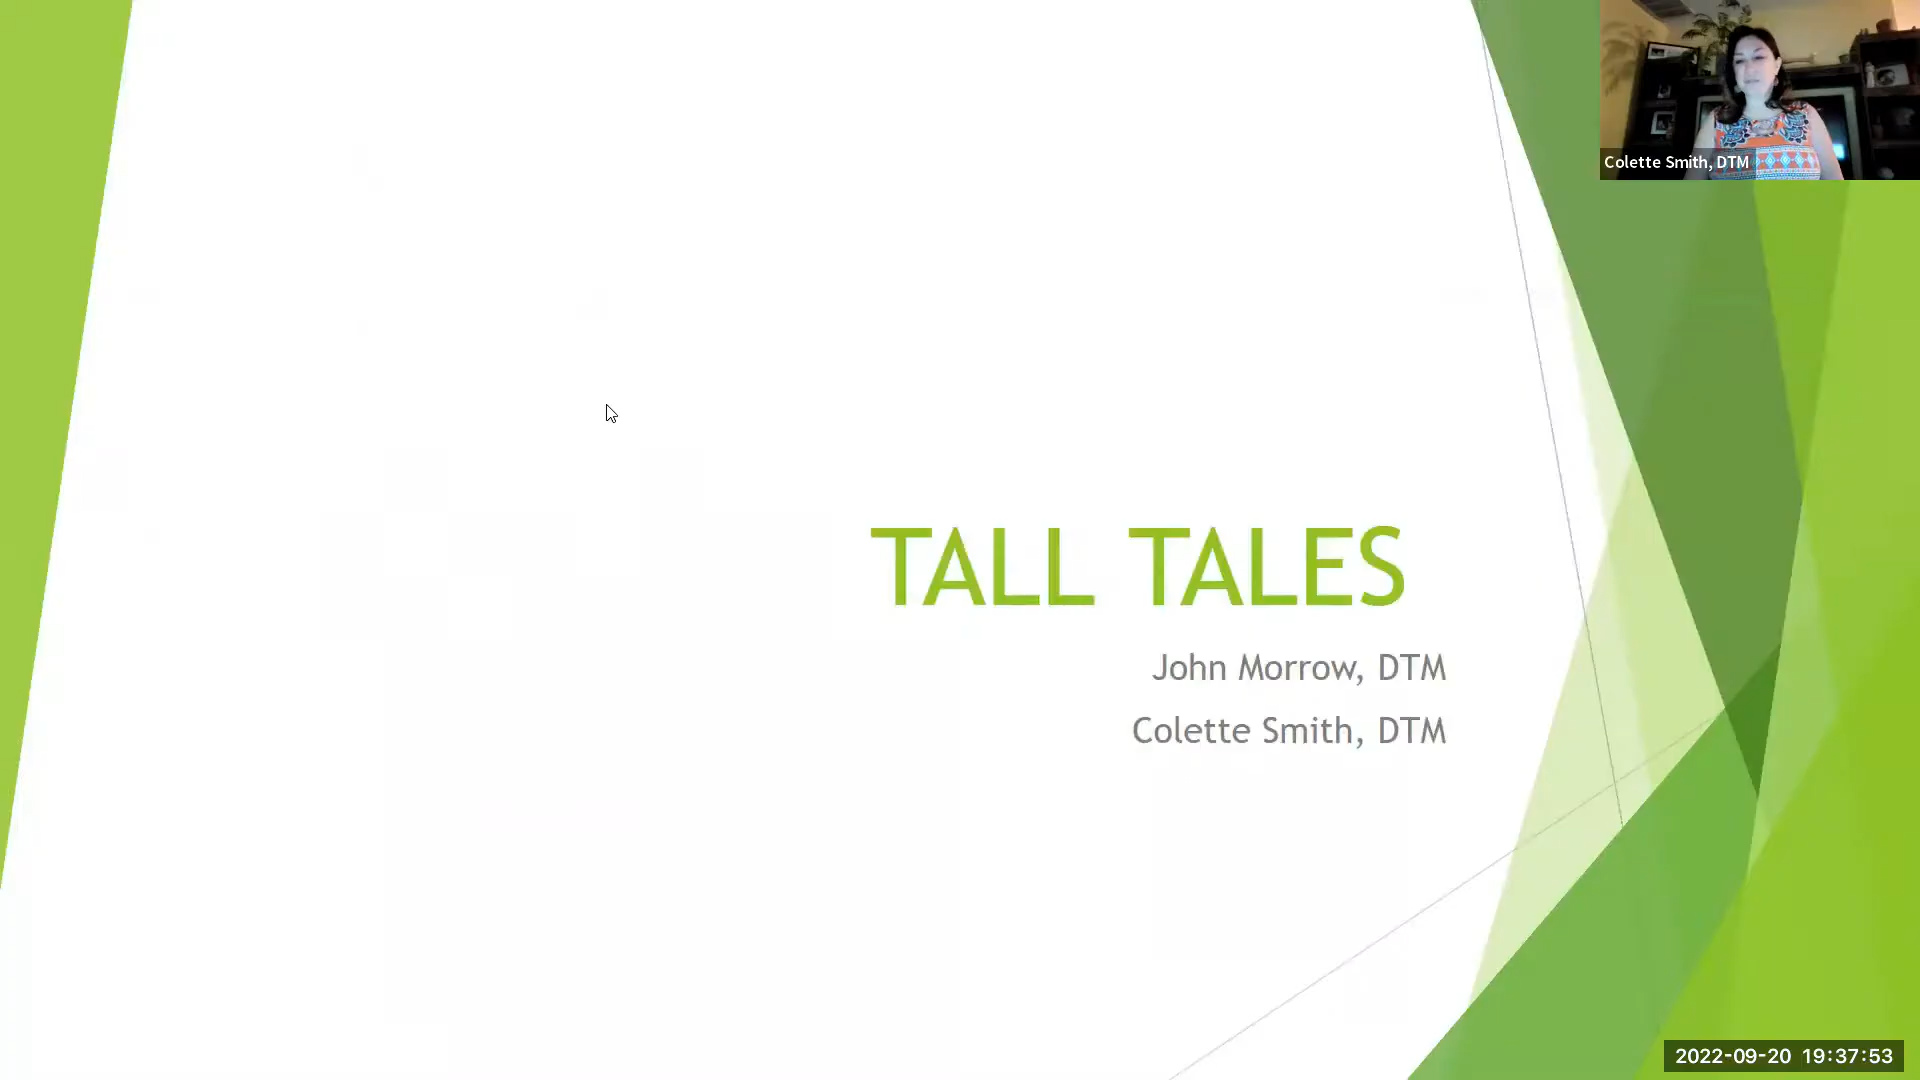 Colette Smith, DTM
TALL TALES
John Morrow, DTM
Colette Smith, DTM
2022-09-20 19:37:53